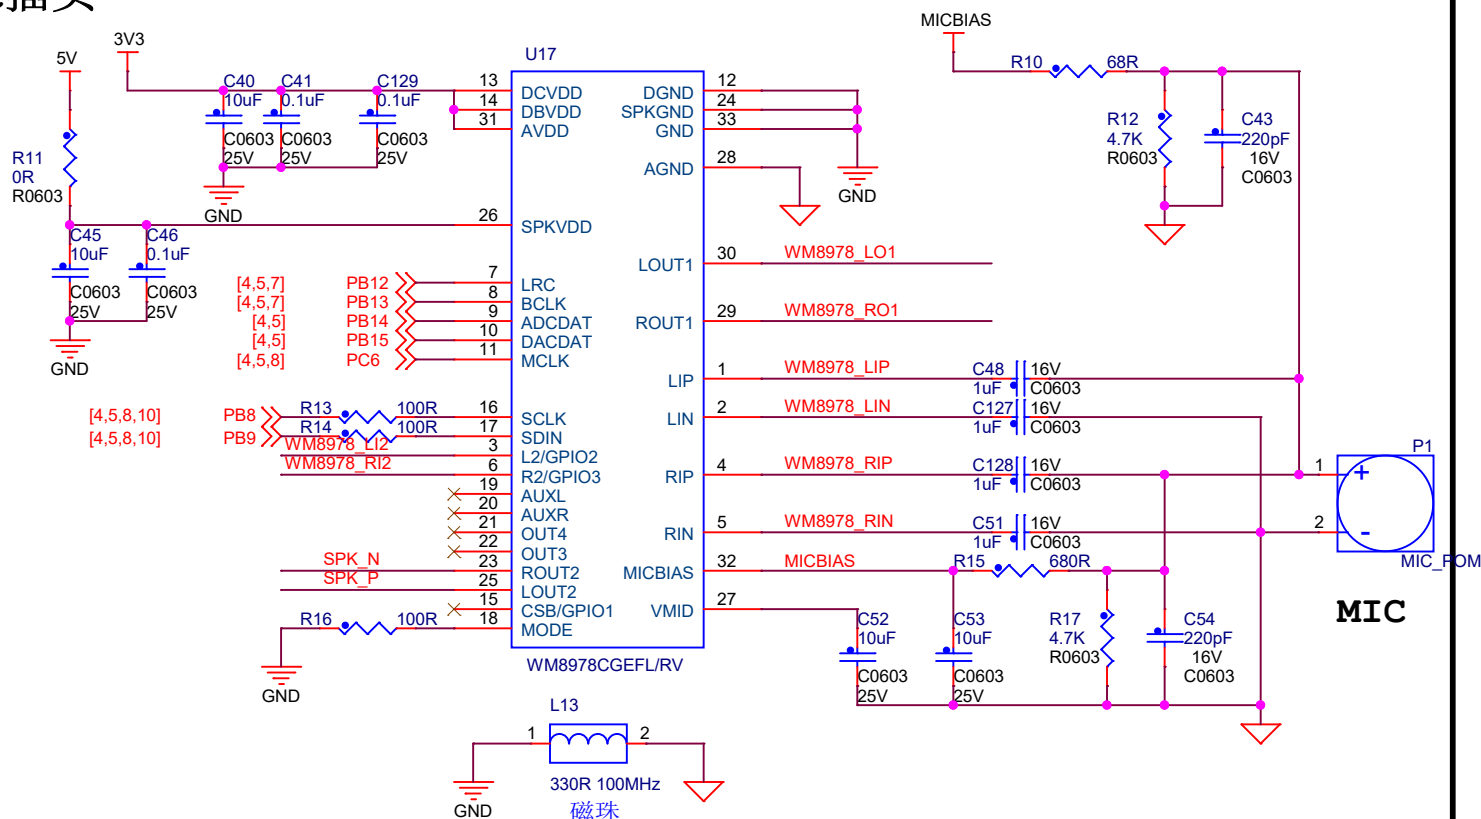 插头
MICBIAS
3V3
5V
U17
R10 68R
C40 C41 C129
10uF 0.1uF 0.1uF
C0603 C0603 C0603
25V 25V 25V
13 DCVDD
14 DBVDD
31 AVDD
DGND 12
SPKGND 24
GND 33
AGND 28
GND
R12
4.7K
R0603
C43
220pF
16V
C0603
R11
0R
R0603
GND
26 SPKVDD
C45 C46
10uF 0.1uF
C0603 C0603
25V 25V
GND
LOUT1 30 WM8978_LO1
ROUT1 29 WM8978_RO1
[4,5,7] PB12 7 LRC
[4,5,7] PB13 8 BCLK
[4,5] PB14 9 ADCDAT
[4,5] PB15 10 DACDAT
[4,5,8] PC6 11 MCLK
LIP 1 WM8978_LIP C48 16V
1uF C0603
LIN 2 WM8978_LIN C127 16V
1uF C0603
[4,5,8,10] PB8 R13 100R 16 SCLK
[4,5,8,10] PB9 R14 100R 17 SDIN
WM8978_LI2 3 L2/GPIO2
WM8978_RI2 6 R2/GPIO3
19 AUXL
20 AUXR
21 OUT4
22 OUT3
SPK_N 23 ROUT2
SPK_P 25 LOUT2
15 CSB/GPIO1
R16 100R 18 MODE
GND
RIP 4 WM8978_RIP C128 16V
1uF C0603
RIN 5 WM8978_RIN C51 16V
1uF C0603
MICBIAS 32 MICBIAS R15 680R
VMID 27
P1
1 +
2 -
MIC_POM
MIC
C52 C53
10uF 10uF
C0603 C0603
25V 25V
R17
4.7K
R0603
C54
220pF
16V
C0603
WM8978CGEFL/RV
L13
1 2
330R 100MHz
GND
磁珠